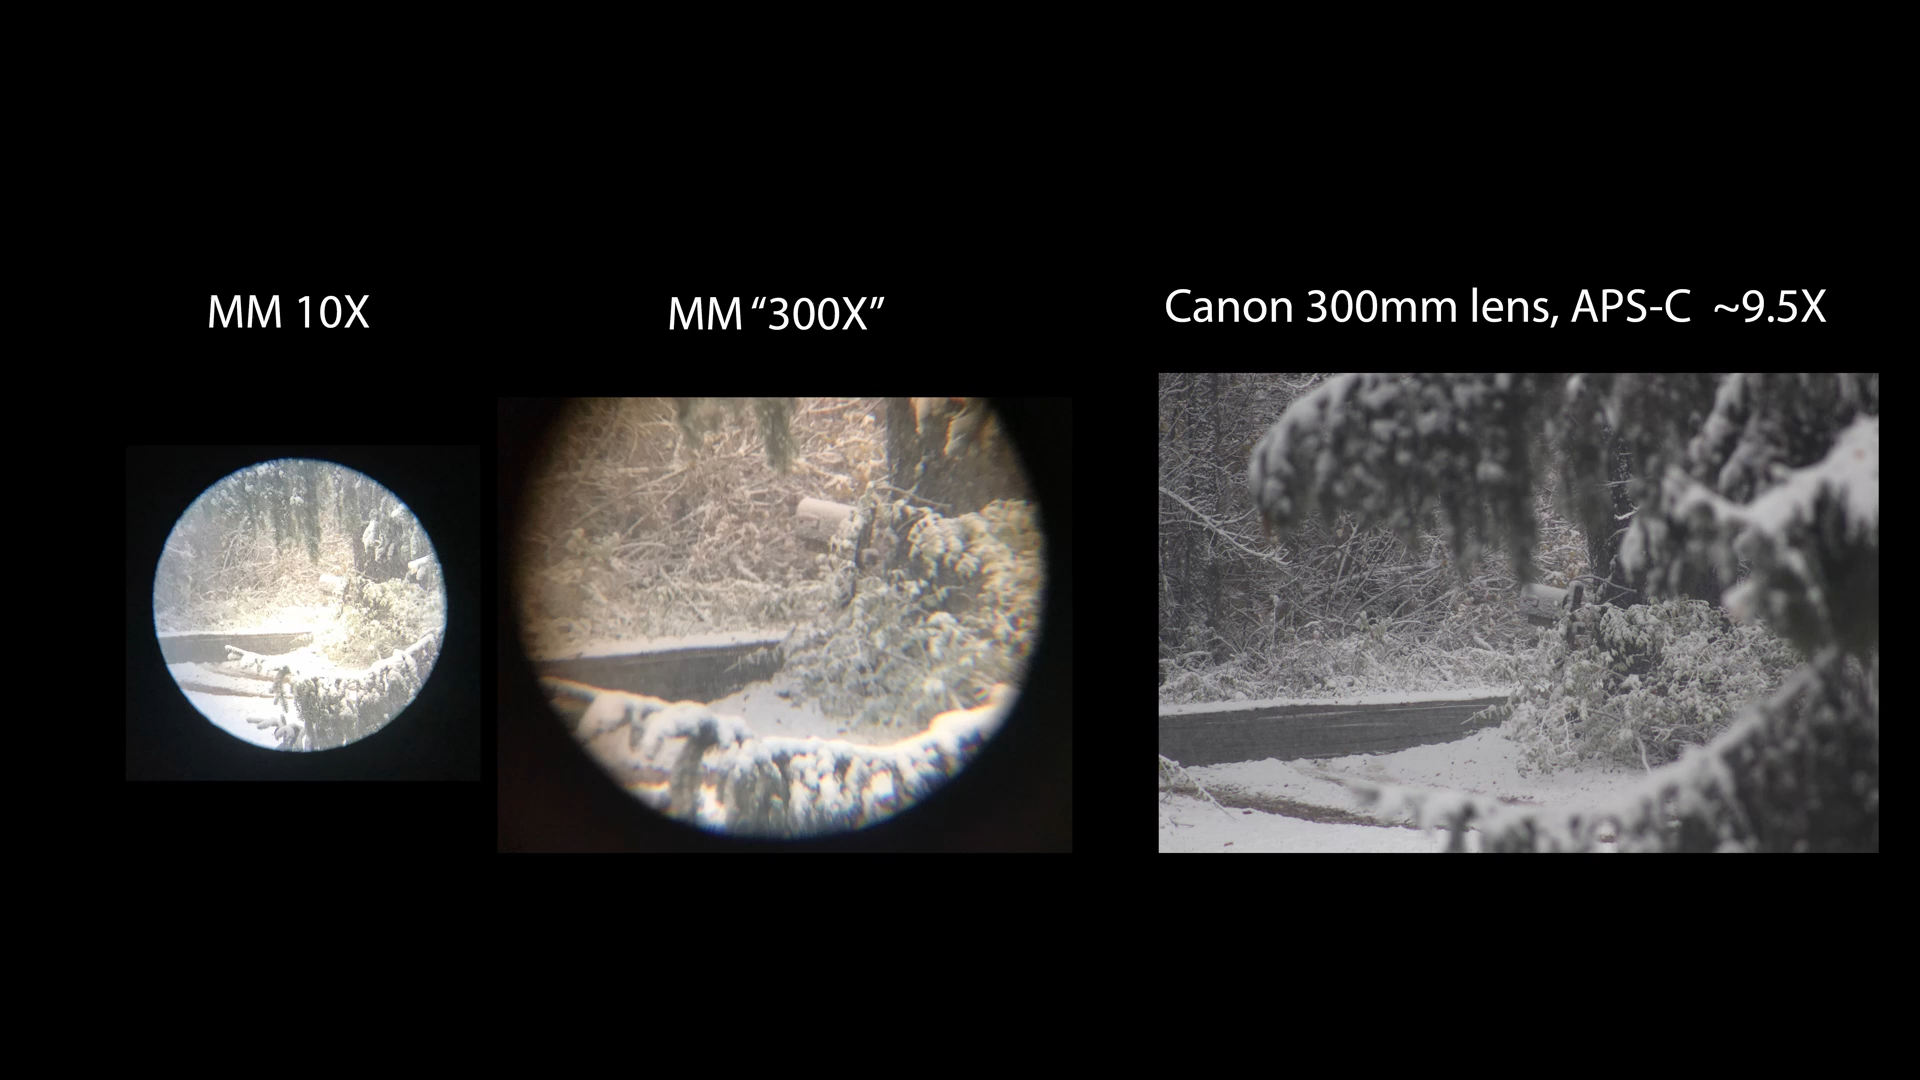 MM 10X
MM “300X”
Canon 300mm lens, APS-C ~9.5X